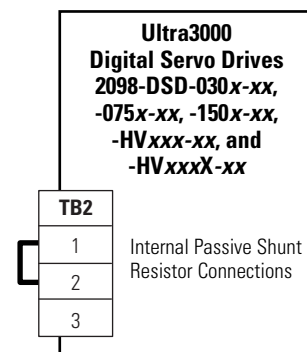 Ultra3000
Digital Servo Drives
2098-DSD-030x-xx,
-075x-xx, -150x-xx,
-HVxxx-xx, and
-HVxxxX-xx
TB2
1
2
3
Internal Passive Shunt
Resistor Connections